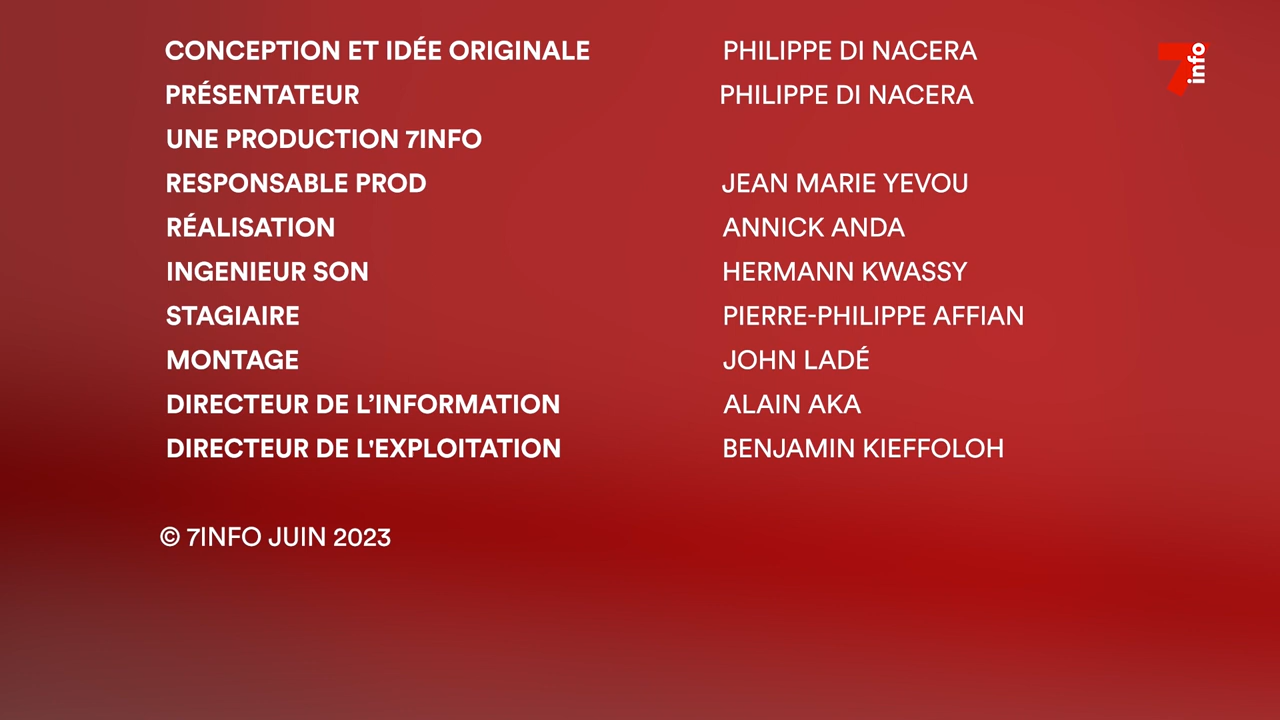 CONCEPTION ET IDÉE ORIGINALE PHILIPPE DI NACERA
PRÉSENTATEUR PHILIPPE DI NACERA
UNE PRODUCTION 7INFO
RESPONSABLE PROD JEAN MARIE YEVOU
RÉALISATION ANNICK ANDA
INGENIEUR SON HERMANN KWASSY
STAGIAIRE PIERRE-PHILIPPE AFFIAN
MONTAGE JOHN LADÉ
DIRECTEUR DE L’INFORMATION ALAIN AKA
DIRECTEUR DE L'EXPLOITATION BENJAMIN KIEFFOLOH
© 7INFO JUIN 2023
7info